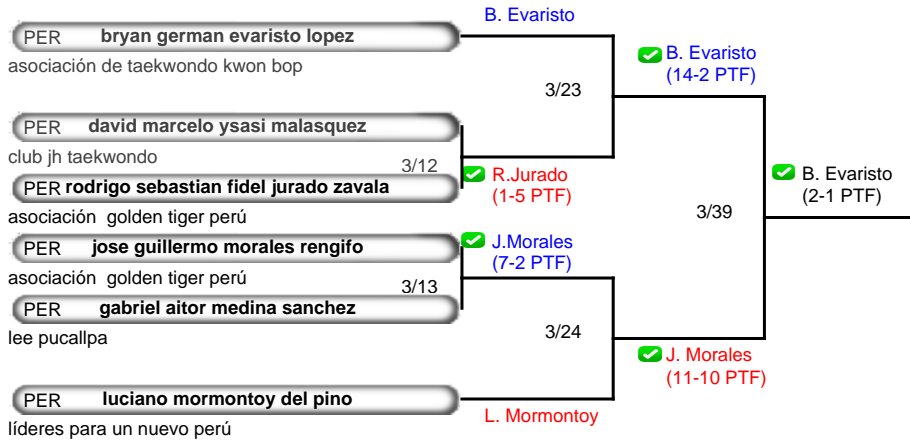 B. Evaristo
PER bryan german evaristo lopez
asociación de taekwondo kwon bop
3/23
B. Evaristo
(14-2 PTF)
PER david marcelo ysasi malasquez
club jh taekwondo
3/12
R.Jurado
(1-5 PTF)
PER rodrigo sebastian fidel jurado zavala
asociación golden tiger perú
3/39
B. Evaristo
(2-1 PTF)
PER jose guillermo morales rengifo
asociación golden tiger perú
J.Morales
(7-2 PTF)
3/13
PER gabriel aitor medina sanchez
lee pucallpa
3/24
J. Morales
(11-10 PTF)
PER luciano mormontoy del pino
líderes para un nuevo perú
L. Mormontoy